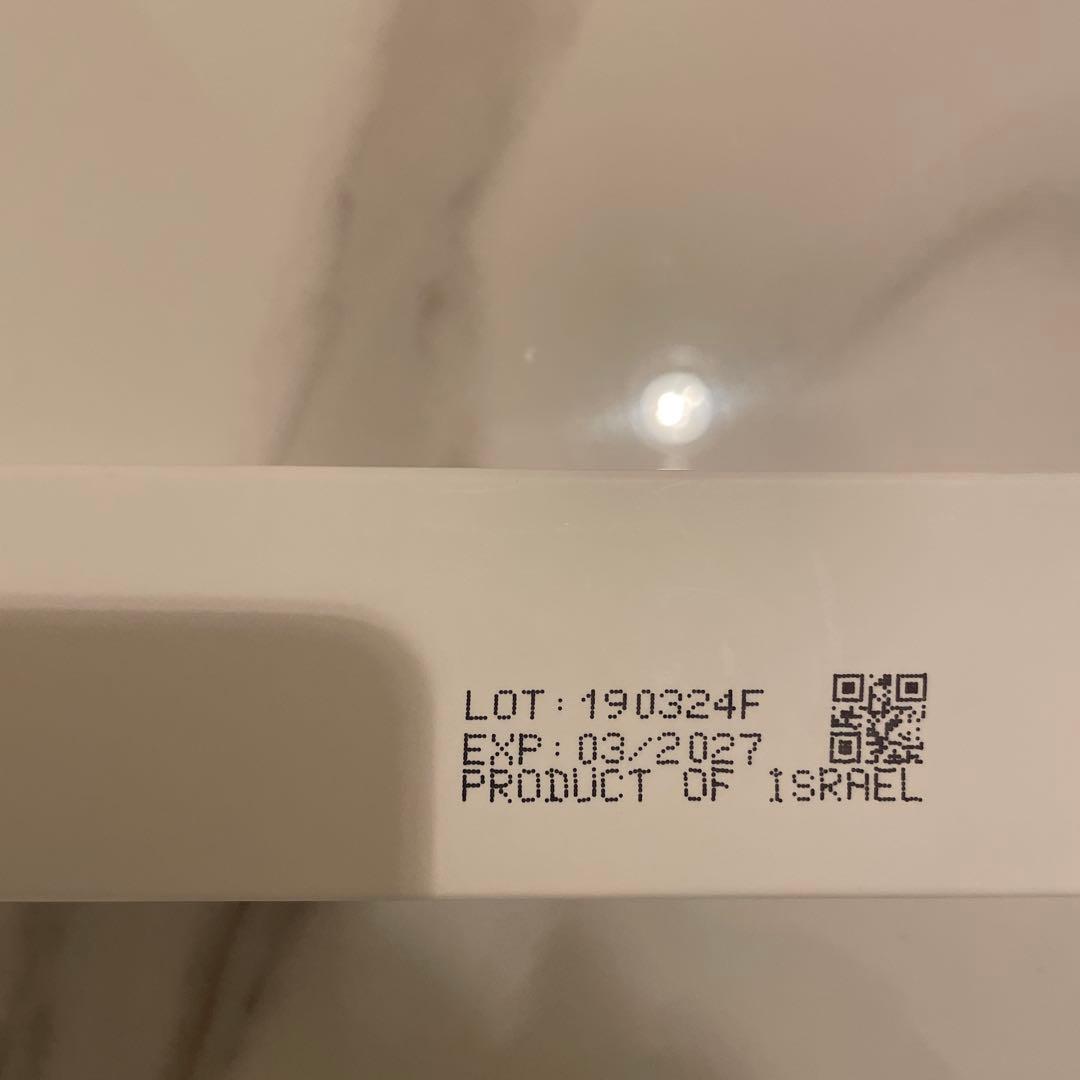 LOT:190324F
EXP:03/2027
PRODUCT OF iSRAEL